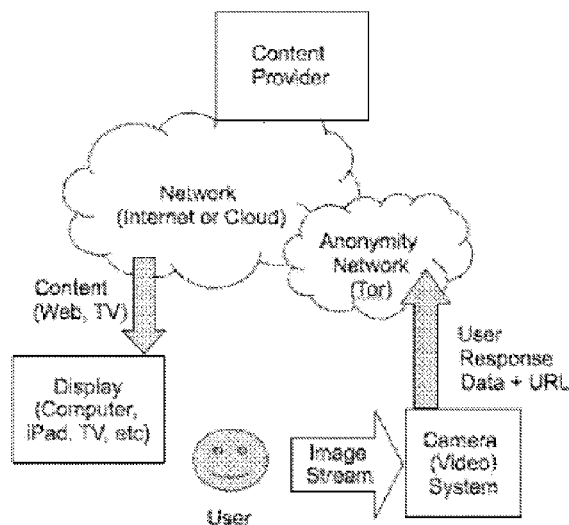 Content
Provider
Network
(Internet or Cloud)
Anonymity
Network
(Tor)
Content
(Web, TV)
User
Response
Data + URL
Display
(Computer,
iPad, TV, etc)
Image
Stream
Camera
(Video)
System
User